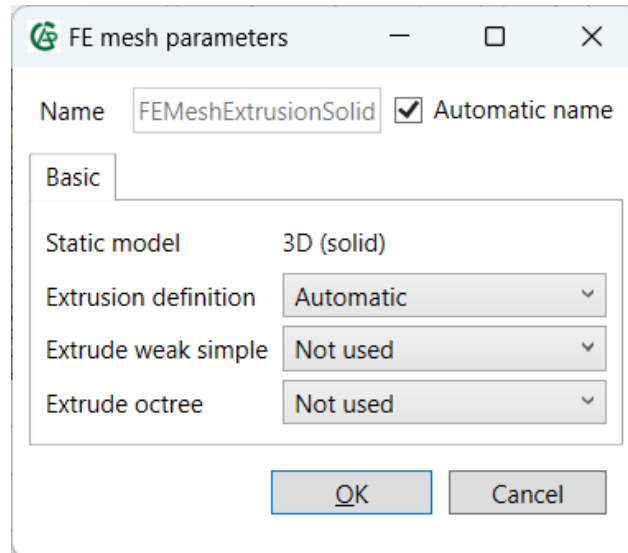 FE mesh parameters
Name FEMeshExtrusionSolid Automatic name
Basic
Static model 3D (solid)
Extrusion definition Automatic
Extrude weak simple Not used
Extrude octree Not used
OK Cancel